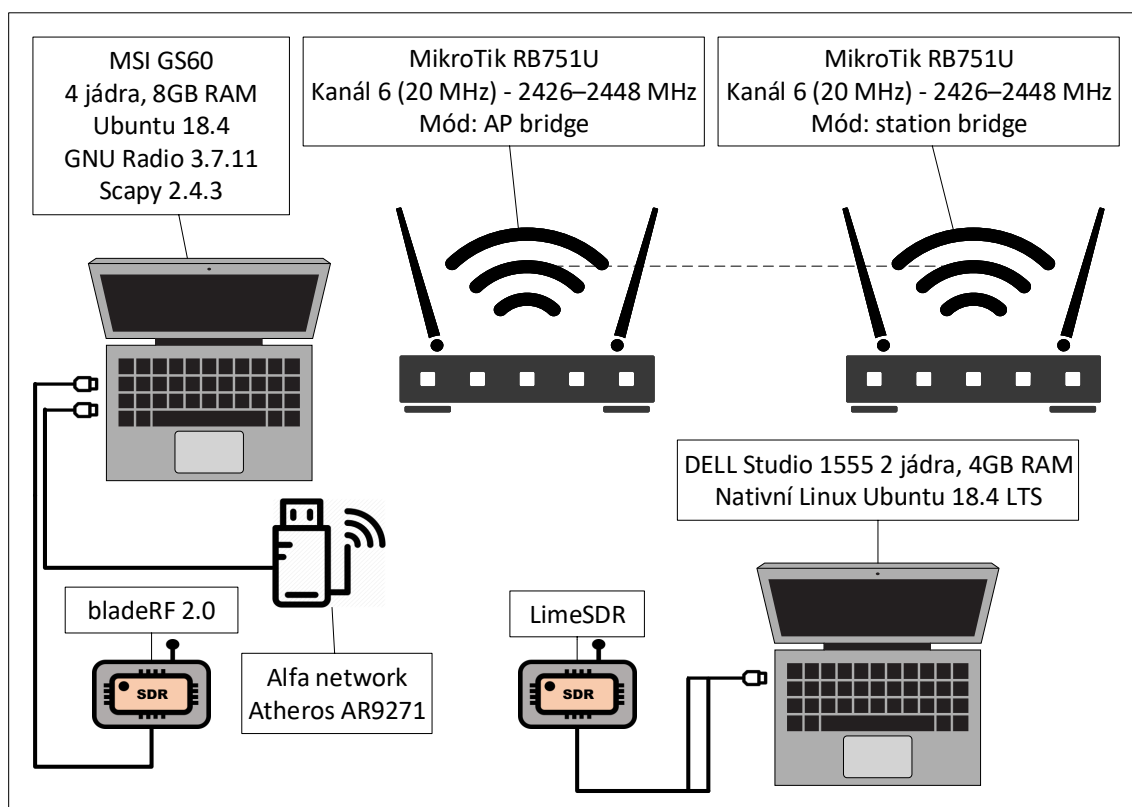 MSI GS60
4 jádra, 8GB RAM
Ubuntu 18.4
GNU Radio 3.7.11
Scapy 2.4.3
MikroTik RB751U
Kanál 6 (20 MHz) - 2426–2448 MHz
Mód: AP bridge
MikroTik RB751U
Kanál 6 (20 MHz) - 2426–2448 MHz
Mód: station bridge
DELL Studio 1555 2 jádra, 4GB RAM
Nativní Linux Ubuntu 18.4 LTS
bladeRF 2.0
SDR
Alfa network
Atheros AR9271
LimeSDR
SDR